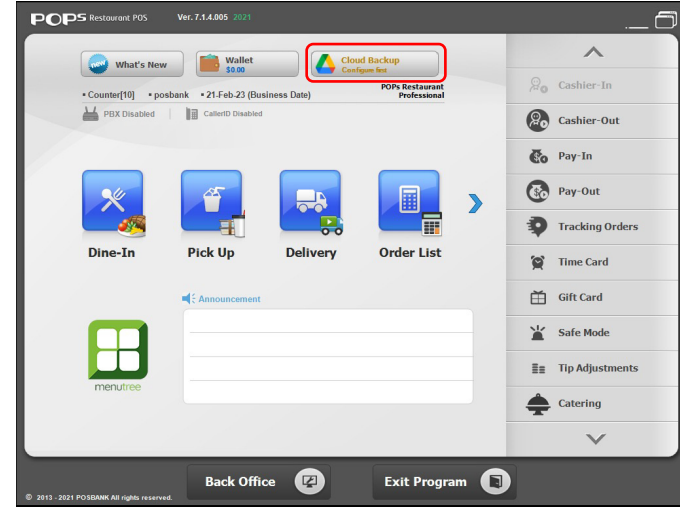 POPS Restaurant POS Ver. 7.1.4.005 2021
new What's New
Wallet
$0.00
Cloud Backup
Configure first
• Counter[10] • posbank • 21-Feb-23 (Business Date)
POPs Restaurant
Professional
PBX Disabled CallerID Disabled
Dine-In Pick Up Delivery Order List
Announcement
menutree
Cashier-In
Cashier-Out
Pay-In
Pay-Out
Tracking Orders
Time Card
Gift Card
Safe Mode
Tip Adjustments
Catering
Back Office Exit Program
© 2013 - 2021 POSBANK All rights reserved.